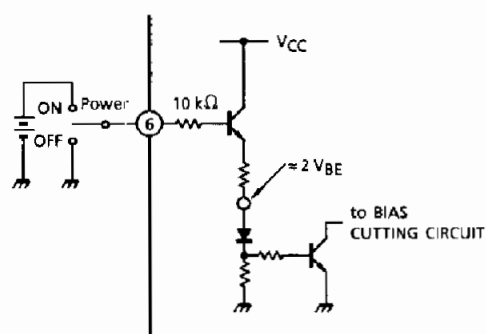 VCC
ON
Power
OFF
6
10 kΩ
≈ 2 VBE
to BIAS
CUTTING CIRCUIT